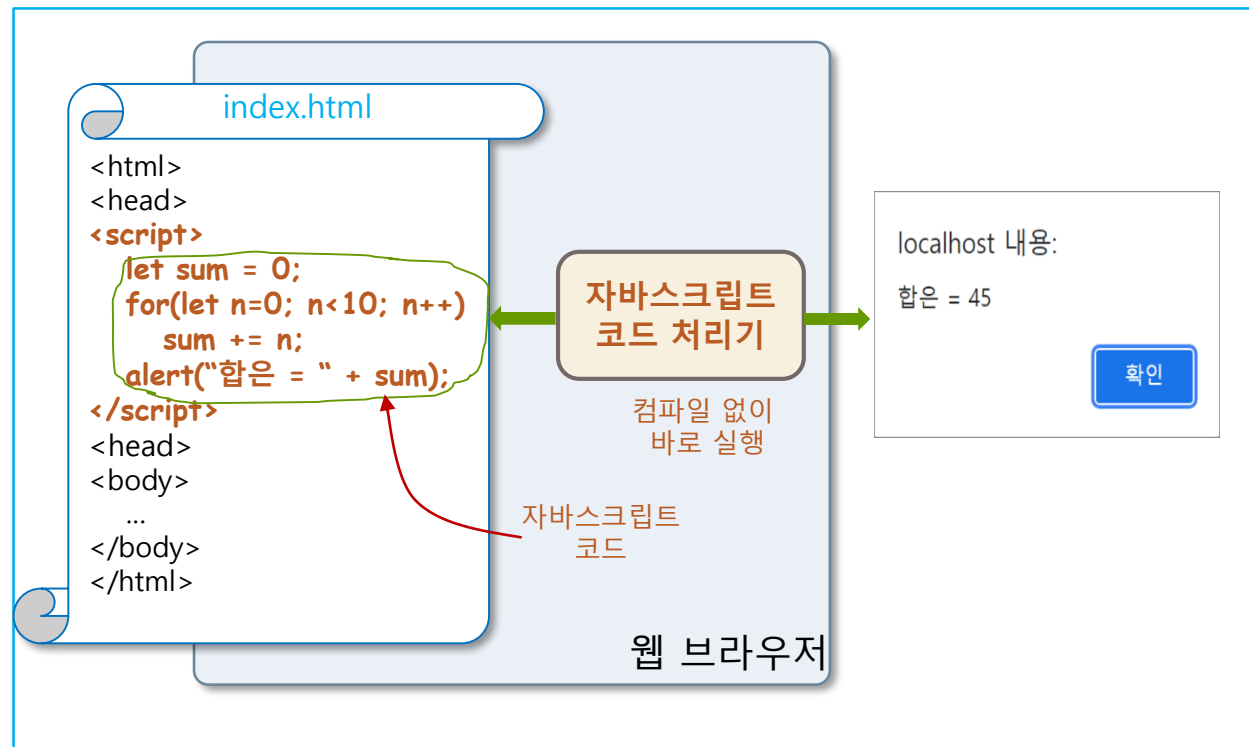 index.html
<html>
<head>
<script>
let sum = 0;
for(let n=0; n<10; n++)
sum += n;
alert(“합은 = “ + sum);
</script>
<head>
<body>
...
</body>
</html>
자바스크립트
코드 처리기
컴파일 없이
바로 실행
자바스크립트
코드
웹 브라우저
localhost 내용:
합은 = 45
확인